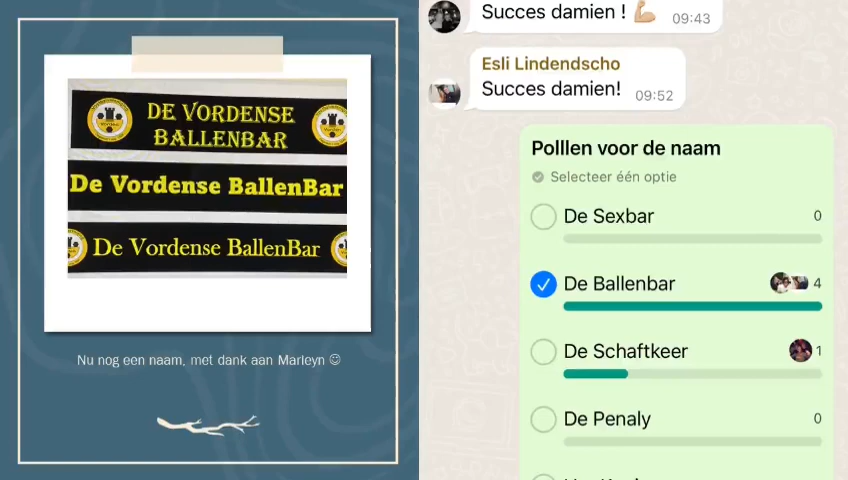 DE VORDENSE
BALLENBAR
De Vordense BallenBar
De Vordense BallenBar
Nu nog een naam, met dank aan Marleyn ☺
Succes damien ! 💪🏼
09:43
Esli Lindendscho
Succes damien!
09:52
Polllen voor de naam
Selecteer één optie
De Sexbar
0
De Ballenbar
4
De Schaftkeer
1
De Penaly
0